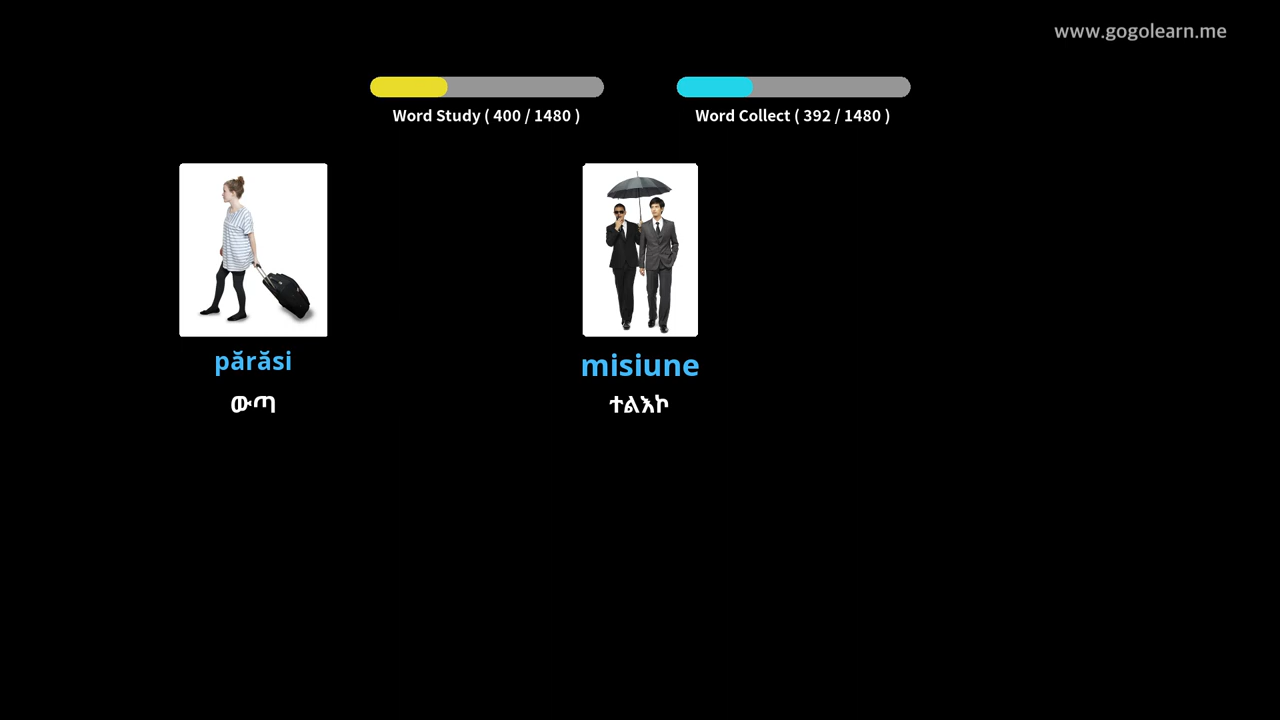 www.gogolearn.me
Word Study ( 400 / 1480 )
Word Collect ( 392 / 1480 )
părăsi
ውጣ
misiune
ተልእኮ